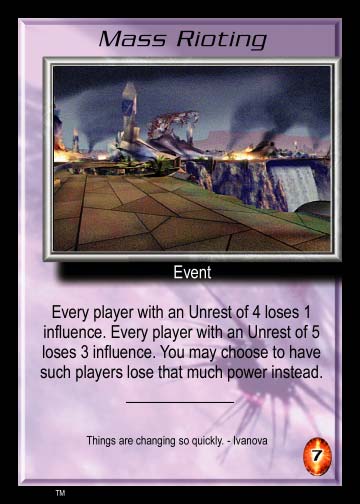 Mass Rioting
Event
Every player with an Unrest of 4 loses 1
influence. Every player with an Unrest of 5
loses 3 influence. You may choose to have
such players lose that much power instead.
Things are changing so quickly. - Ivanova
7
TM